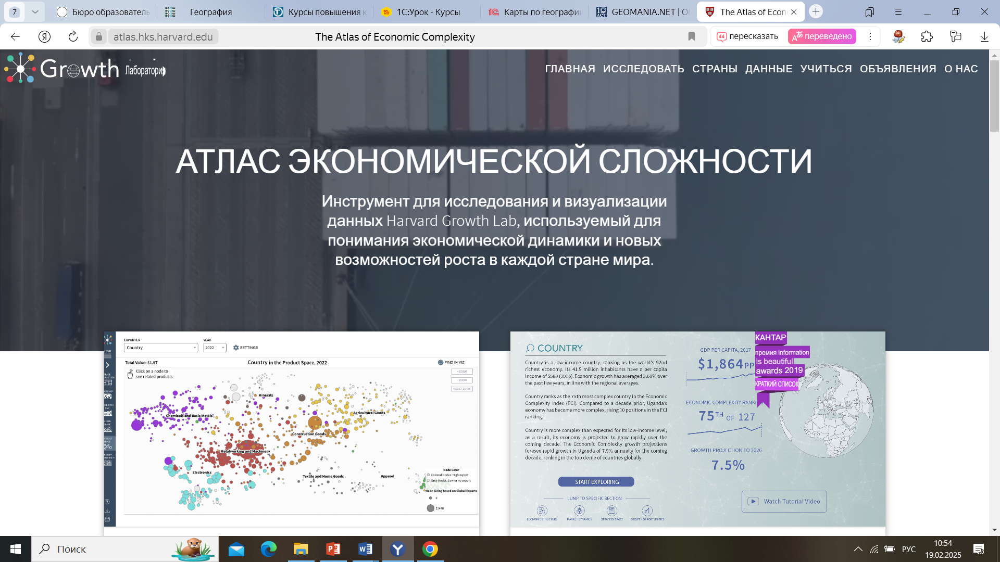 7
Бюро образователь
География
Курсы повышения к
1С:Урок - Курсы
Карты по географии
GEOMANIA.NET | О
The Atlas of Econ
atlas.hks.harvard.edu
The Atlas of Economic Complexity
пересказать
переведено
Growth Лаборатория
ГЛАВНАЯ ИССЛЕДОВАТЬ СТРАНЫ ДАННЫЕ УЧИТЬСЯ ОБЪЯВЛЕНИЯ О НАС
АТЛАС ЭКОНОМИЧЕСКОЙ СЛОЖНОСТИ
Инструмент для исследования и визуализации
данных Harvard Growth Lab, используемый для
понимания экономической динамики и новых
возможностей роста в каждой стране мира.
EXPORTER
Country
YEAR
2022
SETTINGS
Total Value: $1.5T
Country in the Product Space, 2022
FIND IN VIZ
Click on a node to
see related products
+ ZOOM
- ZOOM
RESET ZOOM
Minerals
Chemicals and Basic Metals
Agricultural Goods
Construction Goods
Metalworking and Machinery
Electronics
Textile and Home Goods
Apparel
Node Color
Colored Nodes: High export
Grey Nodes: Low or no export
Node Sizing based on Global Exports
0
$147B
COUNTRY
Country is a low-income country, ranking as the world's 92nd
richest economy. Its 41.5 million inhabitants have a per capita
income of $580 (2016). Economic growth has averaged 3.60% over
the past five years, in line with the regional averages.
Country ranks as the 75th most complex country in the Economic
Complexity Index (ECI). Compared to a decade prior, Uganda's
economy has become more complex, rising 10 positions in the ECI
ranking.
Country is more complex than expected for its low-income level;
as a result, its economy is projected to grow rapidly over the
coming decade. The Economic Complexity growth projections
foresee rapid growth in Uganda of 7.5% annually for the coming
decade, ranking in the top decile of countries globally.
START EXPLORING
JUMP TO SPECIFIC SECTION
ECONOMIC STRUCTURE
MARKET DYNAMICS
STRATEGY SPACE
GROWTH OPPORTUNITIES
GDP PER CAPITA, 2017
$1,864 PP
ECONOMIC COMPLEXITY RANKI
75TH OF 127
GROWTH PROJECTION TO 2026
7.5%
КАНТАР
премия information
is beautiful
awards 2019
КРАТКИЙ СПИСОК
Watch Tutorial Video
Поиск
РУС
10:54
19.02.2025